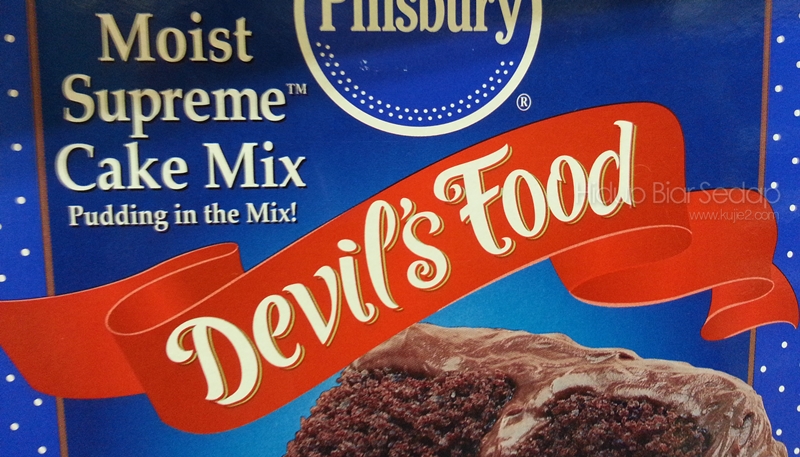 Pillsbury
®
Moist
Supreme™
Cake Mix
Pudding in the Mix!
Devil's Food
Hidup Biar Sedap
www.kujie2.com